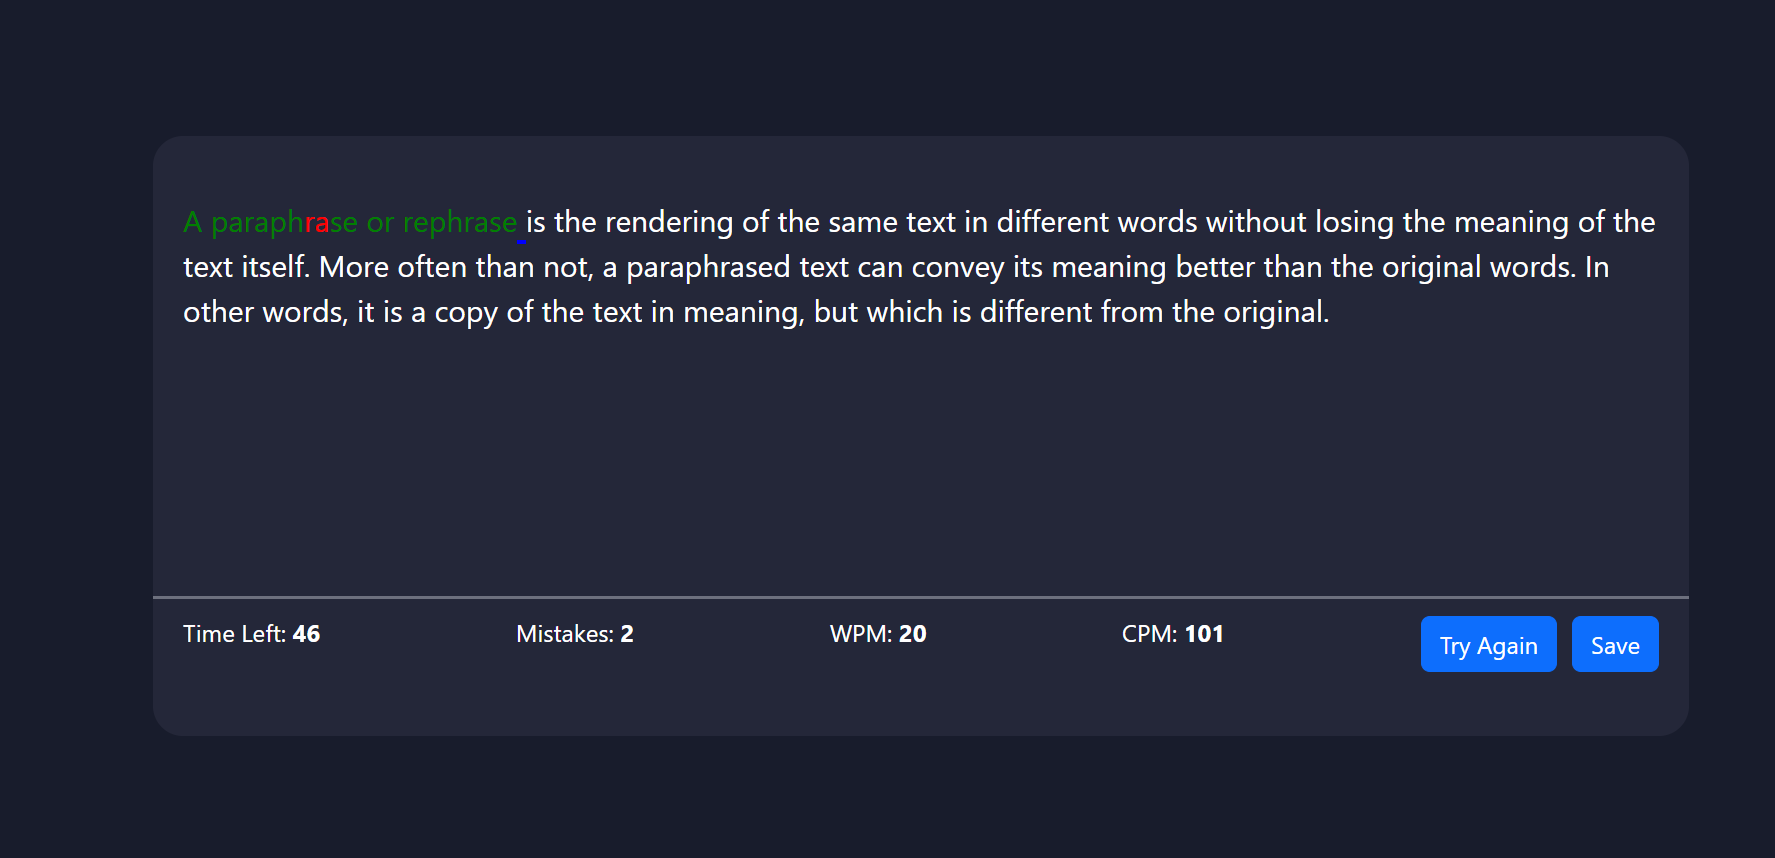 A paraphrase or rephrase is the rendering of the same text in different words without losing the meaning of the
text itself. More often than not, a paraphrased text can convey its meaning better than the original words. In
other words, it is a copy of the text in meaning, but which is different from the original.
Time Left: 46
Mistakes: 2
WPM: 20
CPM: 101
Try Again
Save